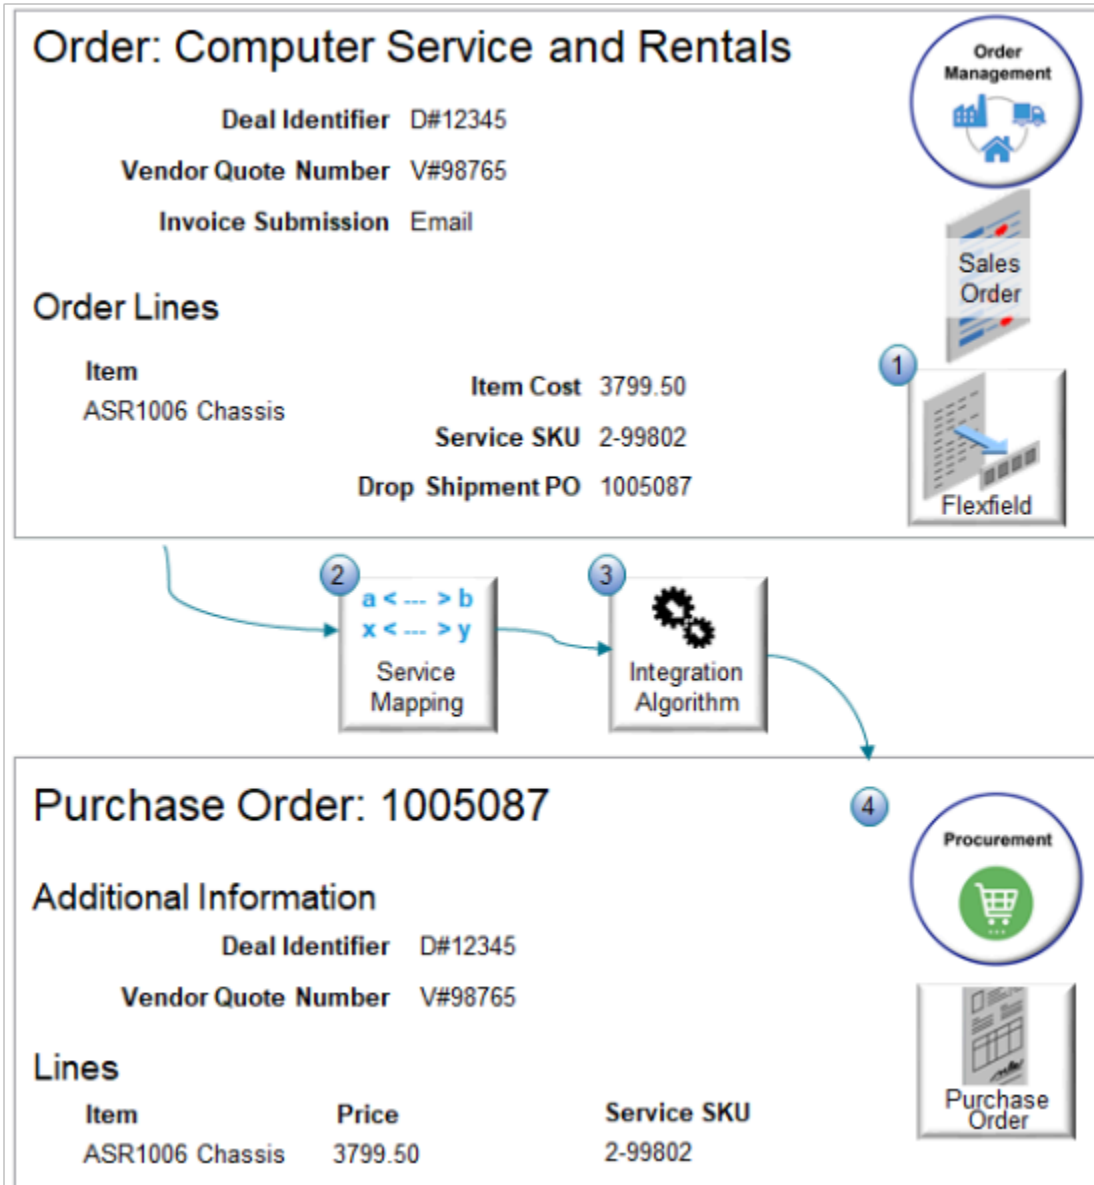 Order: Computer Service and Rentals
Order
Management
Deal Identifier D#12345
Vendor Quote Number V#98765
Invoice Submission Email
Sales
Order
Order Lines
1
Item
ASR1006 Chassis
Item Cost 3799.50
Service SKU 2-99802
Drop Shipment PO 1005087
Flexfield
2
a < --- > b
x < --- > y
Service
Mapping
3
Integration
Algorithm
Purchase Order: 1005087
4
Procurement
Additional Information
Deal Identifier D#12345
Vendor Quote Number V#98765
Lines
Item Price Service SKU
ASR1006 Chassis 3799.50 2-99802
Purchase
Order